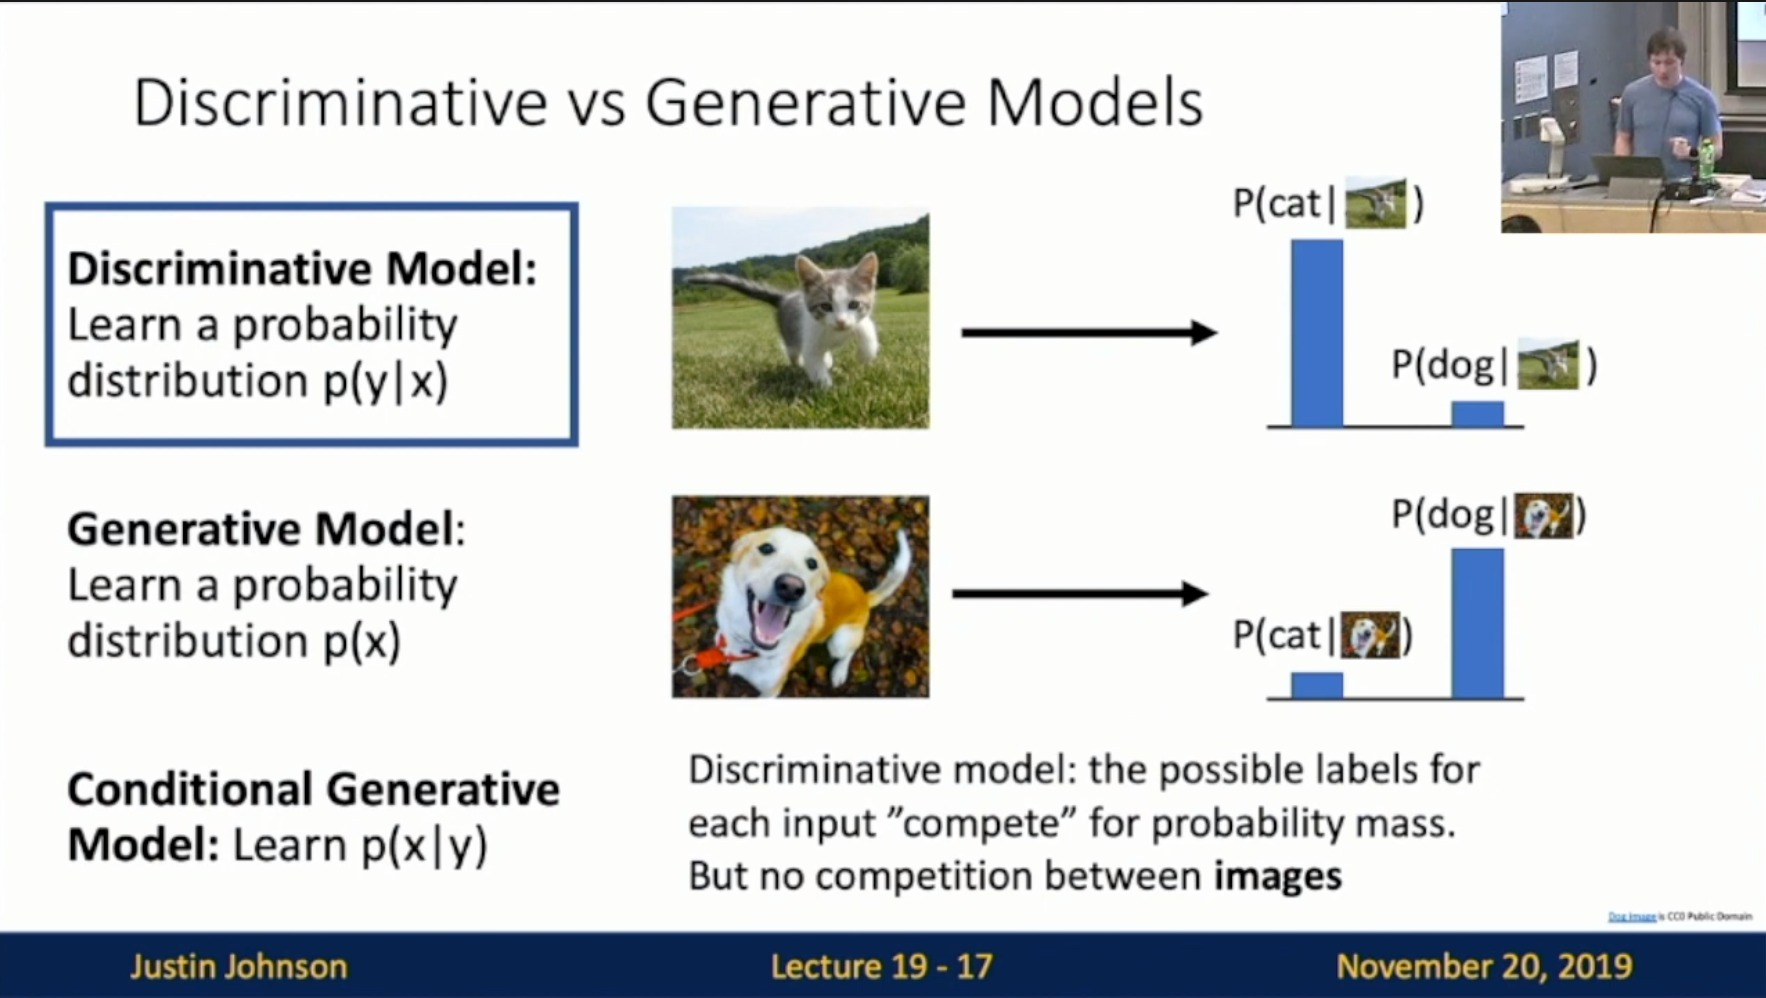 Discriminative vs Generative Models
Discriminative Model:
Learn a probability
distribution p(y|x)
P(cat| )
P(dog| )
Generative Model:
Learn a probability
distribution p(x)
P(dog| )
P(cat| )
Conditional Generative
Model: Learn p(x|y)
Discriminative model: the possible labels for
each input ”compete” for probability mass.
But no competition between images
Dog image is CC0 Public Domain
Justin Johnson
Lecture 19 - 17
November 20, 2019